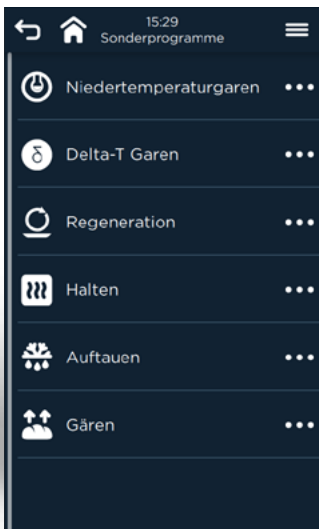 15:29
Sonderprogramme
Niedertemperaturgaren
Delta-T Garen
Regeneration
Halten
Auftauen
Gären